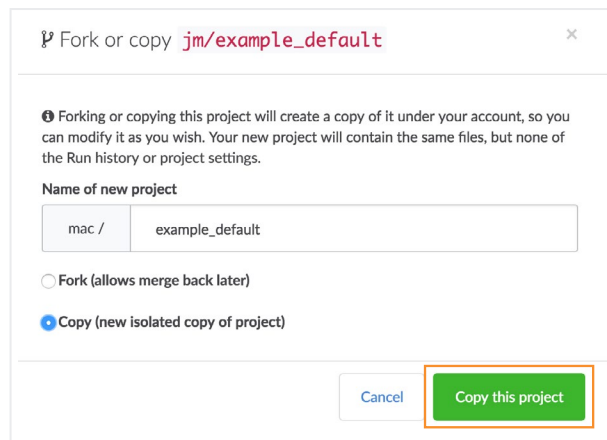 Fork or copy jm/example_default
×
Forking or copying this project will create a copy of it under your account, so you
can modify it as you wish. Your new project will contain the same files, but none of
the Run history or project settings.
Name of new project
mac / example_default
Fork (allows merge back later)
Copy (new isolated copy of project)
Cancel Copy this project